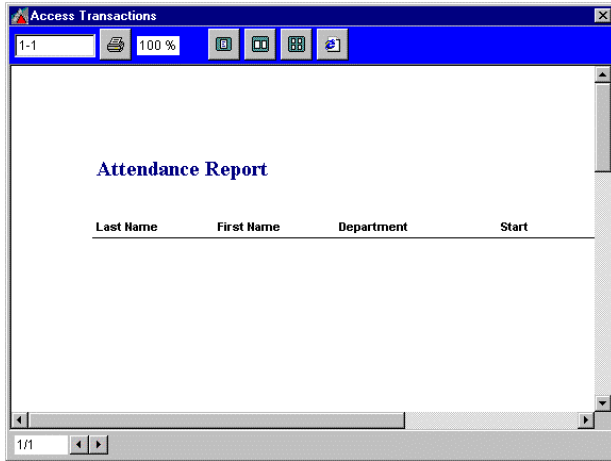 Access Transactions
1-1 100 %
Attendance Report
Last Name First Name Department Start
1/1